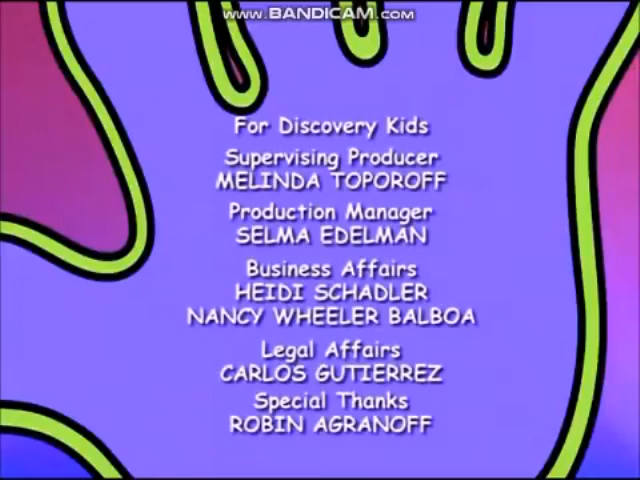 www.BANDICAM.com
For Discovery Kids
Supervising Producer
MELINDA TOPOROFF
Production Manager
SELMA EDELMAN
Business Affairs
HEIDI SCHADLER
NANCY WHEELER BALBOA
Legal Affairs
CARLOS GUTIERREZ
Special Thanks
ROBIN AGRANOFF